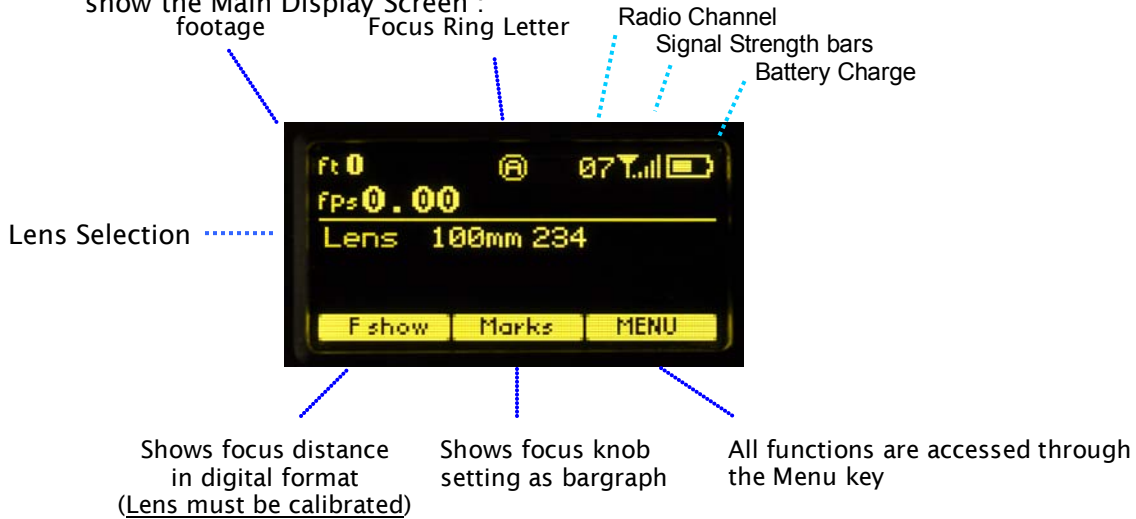 show the Main Display Screen :
footage
Focus Ring Letter
Radio Channel
Signal Strength bars
Battery Charge
ft 0 A 07
fps 0.00
Lens Selection
Lens 100mm 234
F show Marks MENU
Shows focus distance
in digital format
(Lens must be calibrated)
Shows focus knob
setting as bargraph
All functions are accessed through
the Menu key